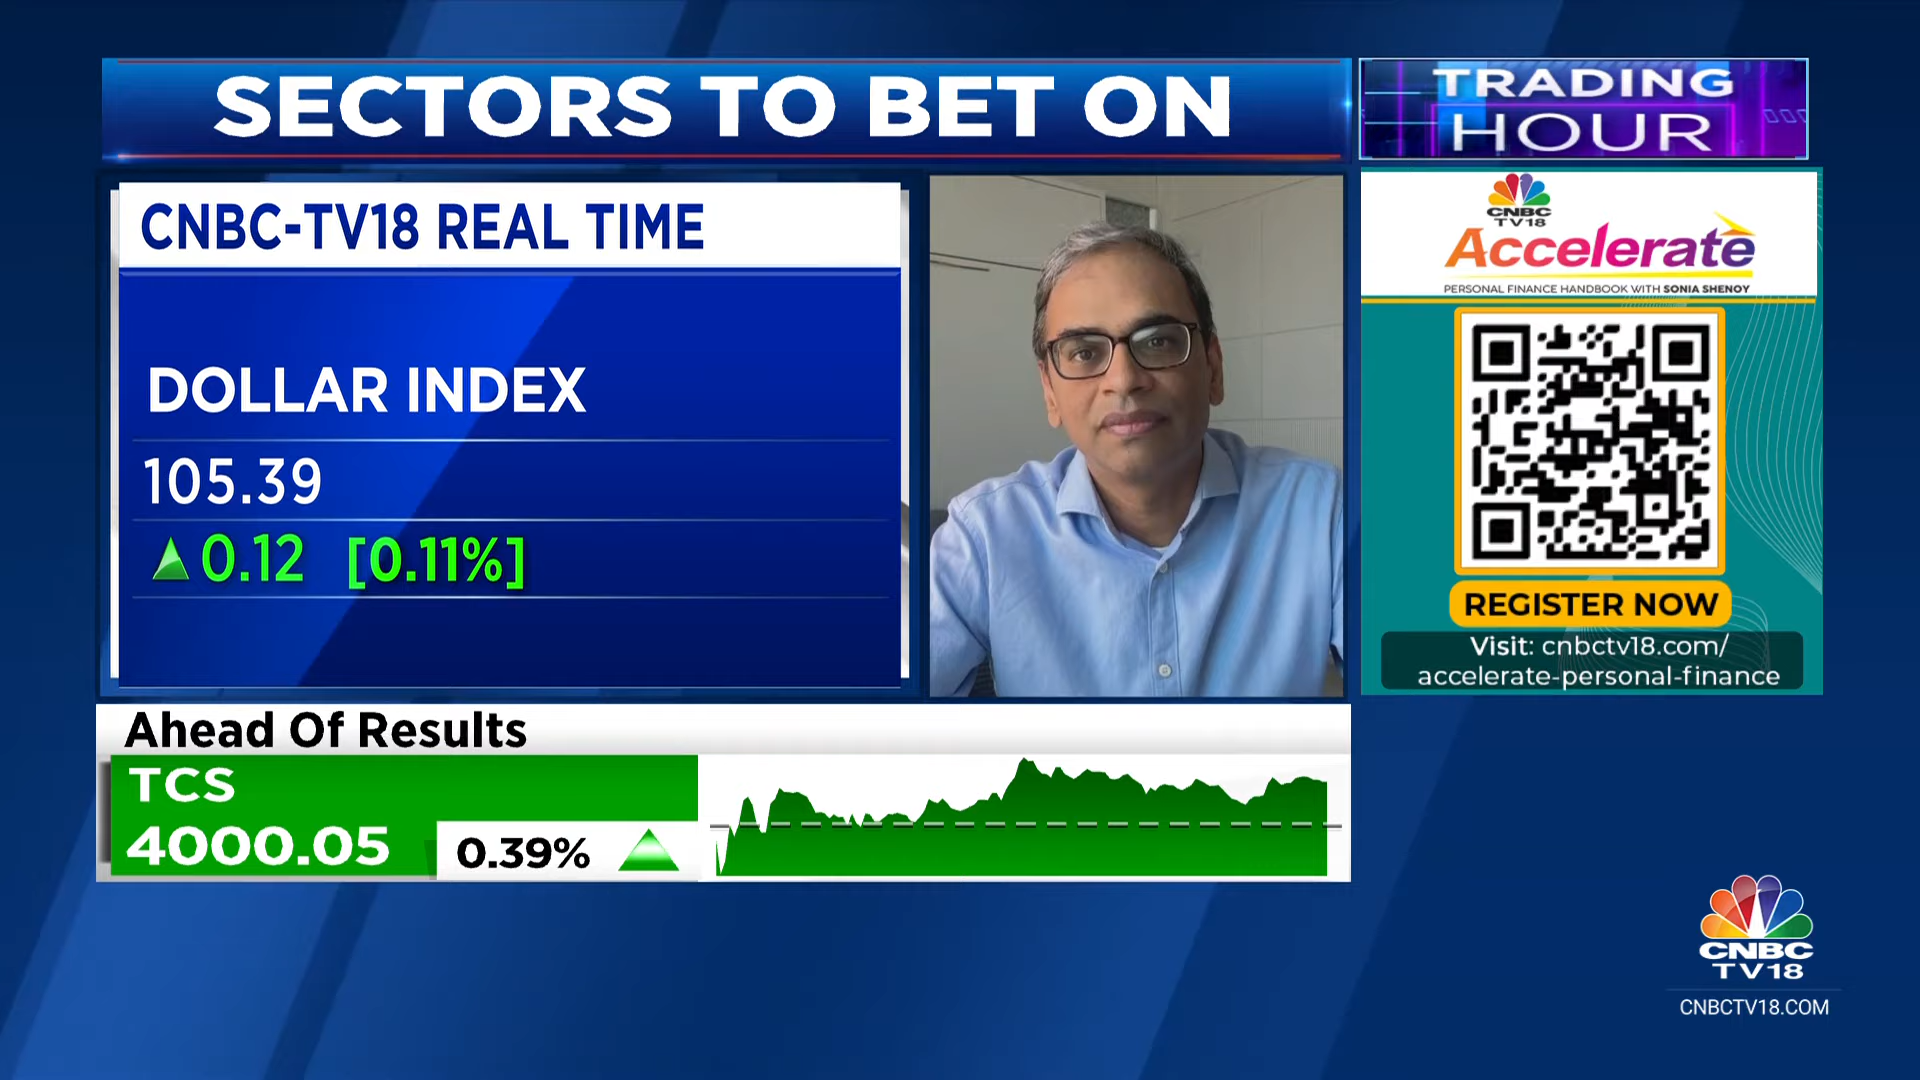 SECTORS TO BET ON
TRADING
HOUR
CNBC-TV18 REAL TIME
DOLLAR INDEX
105.39
0.12 [0.11%]
CNBC
TV18
Accelerate
PERSONAL FINANCE HANDBOOK WITH SONIA SHENOY
REGISTER NOW
Visit: cnbctv18.com/
accelerate-personal-finance
Ahead Of Results
TCS
4000.05
0.39%
CNBC
TV18
CNBCTV18.COM